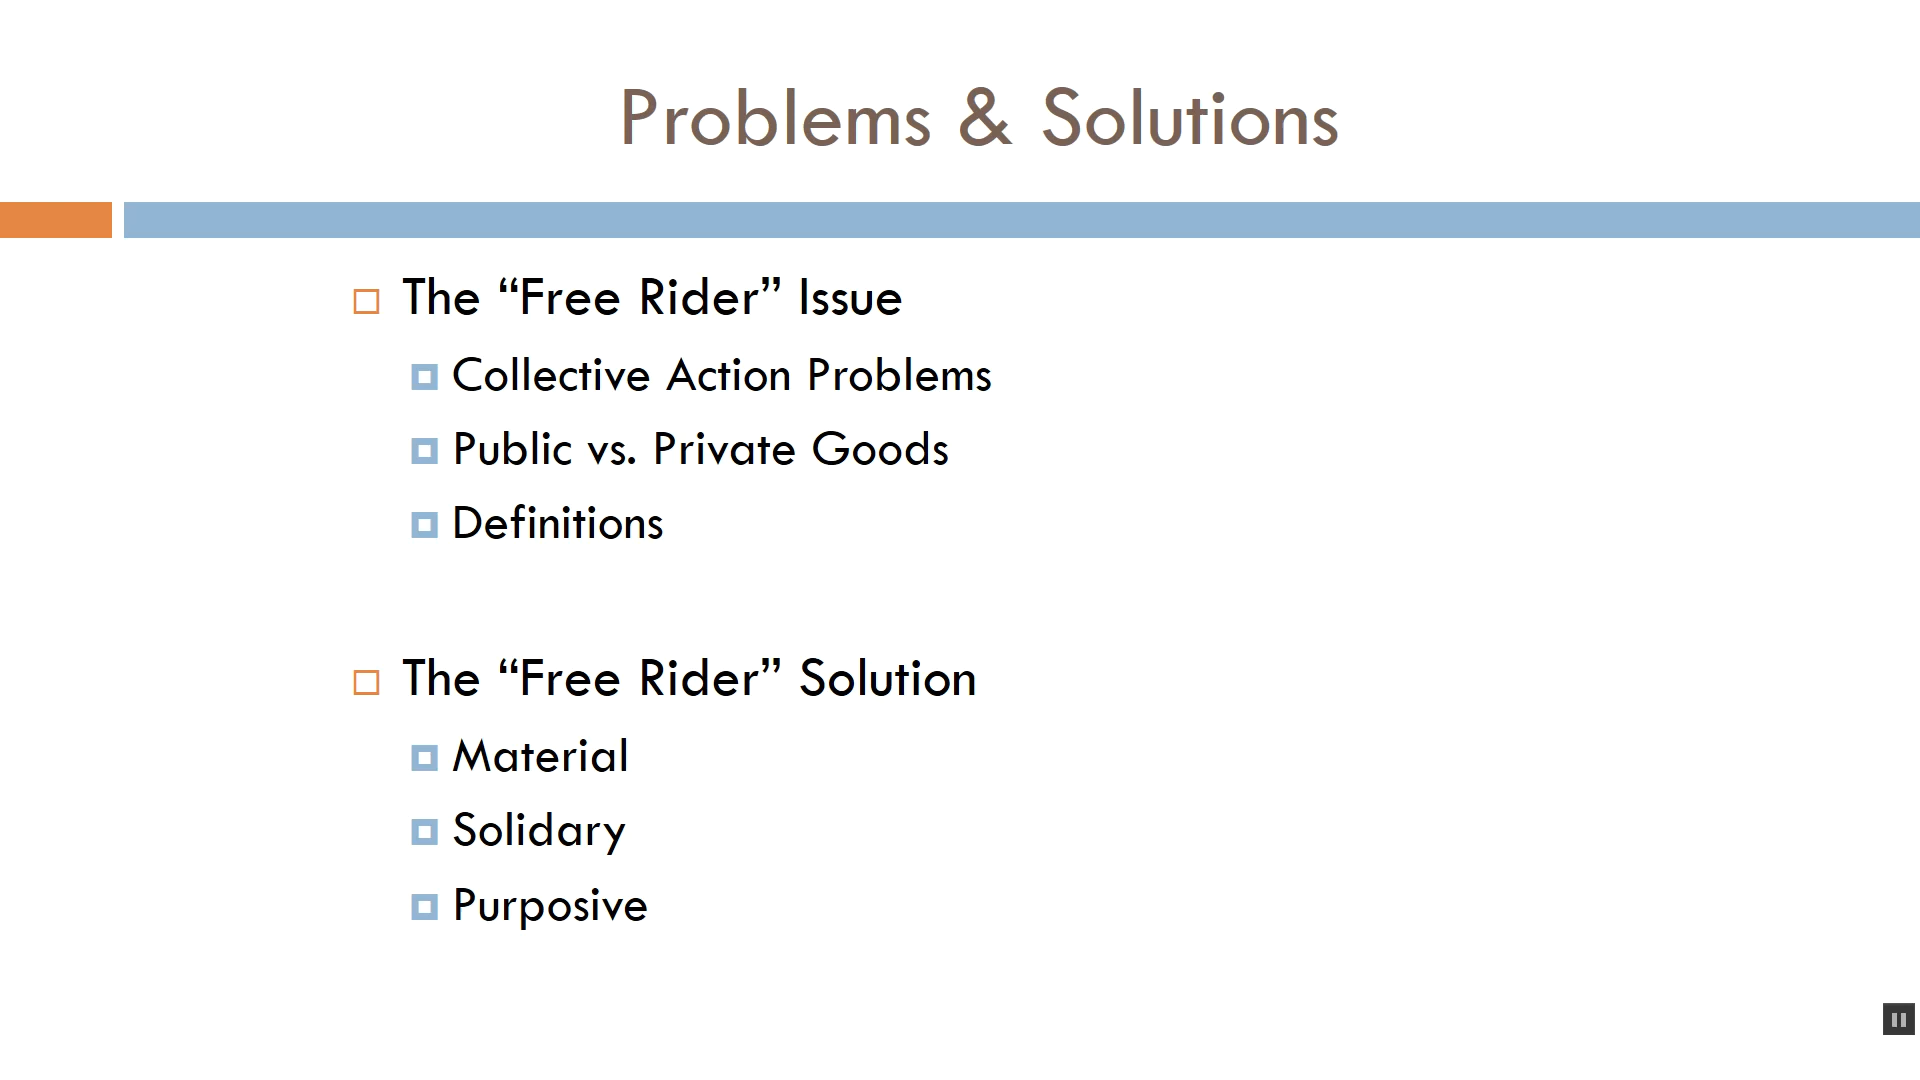 Problems & Solutions
The “Free Rider” Issue
Collective Action Problems
Public vs. Private Goods
Definitions
The “Free Rider” Solution
Material
Solidary
Purposive